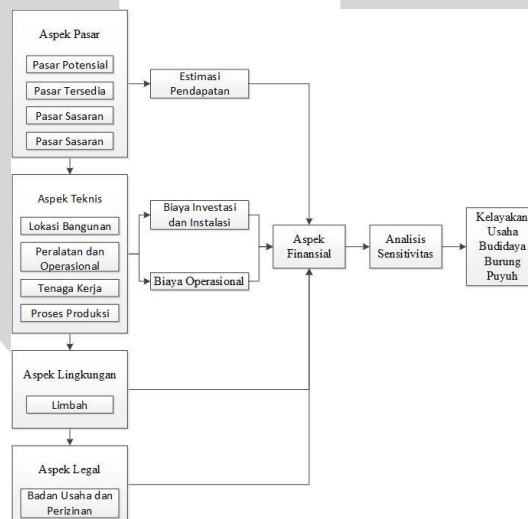 Aspek Pasar
Pasar Potensial
Pasar Tersedia
Pasar Sasaran
Pasar Sasaran
Estimasi
Pendapatan
Aspek Teknis
Lokasi Bangunan
Peralatan dan
Operasional
Tenaga Kerja
Proses Produksi
Biaya Investasi
dan Instalasi
Biaya Operasional
Aspek
Finansial
Analisis
Sensitivitas
Kelayakan
Usaha
Budidaya
Burung
Puyuh
Aspek Lingkungan
Limbah
Aspek Legal
Badan Usaha dan
Perizinan